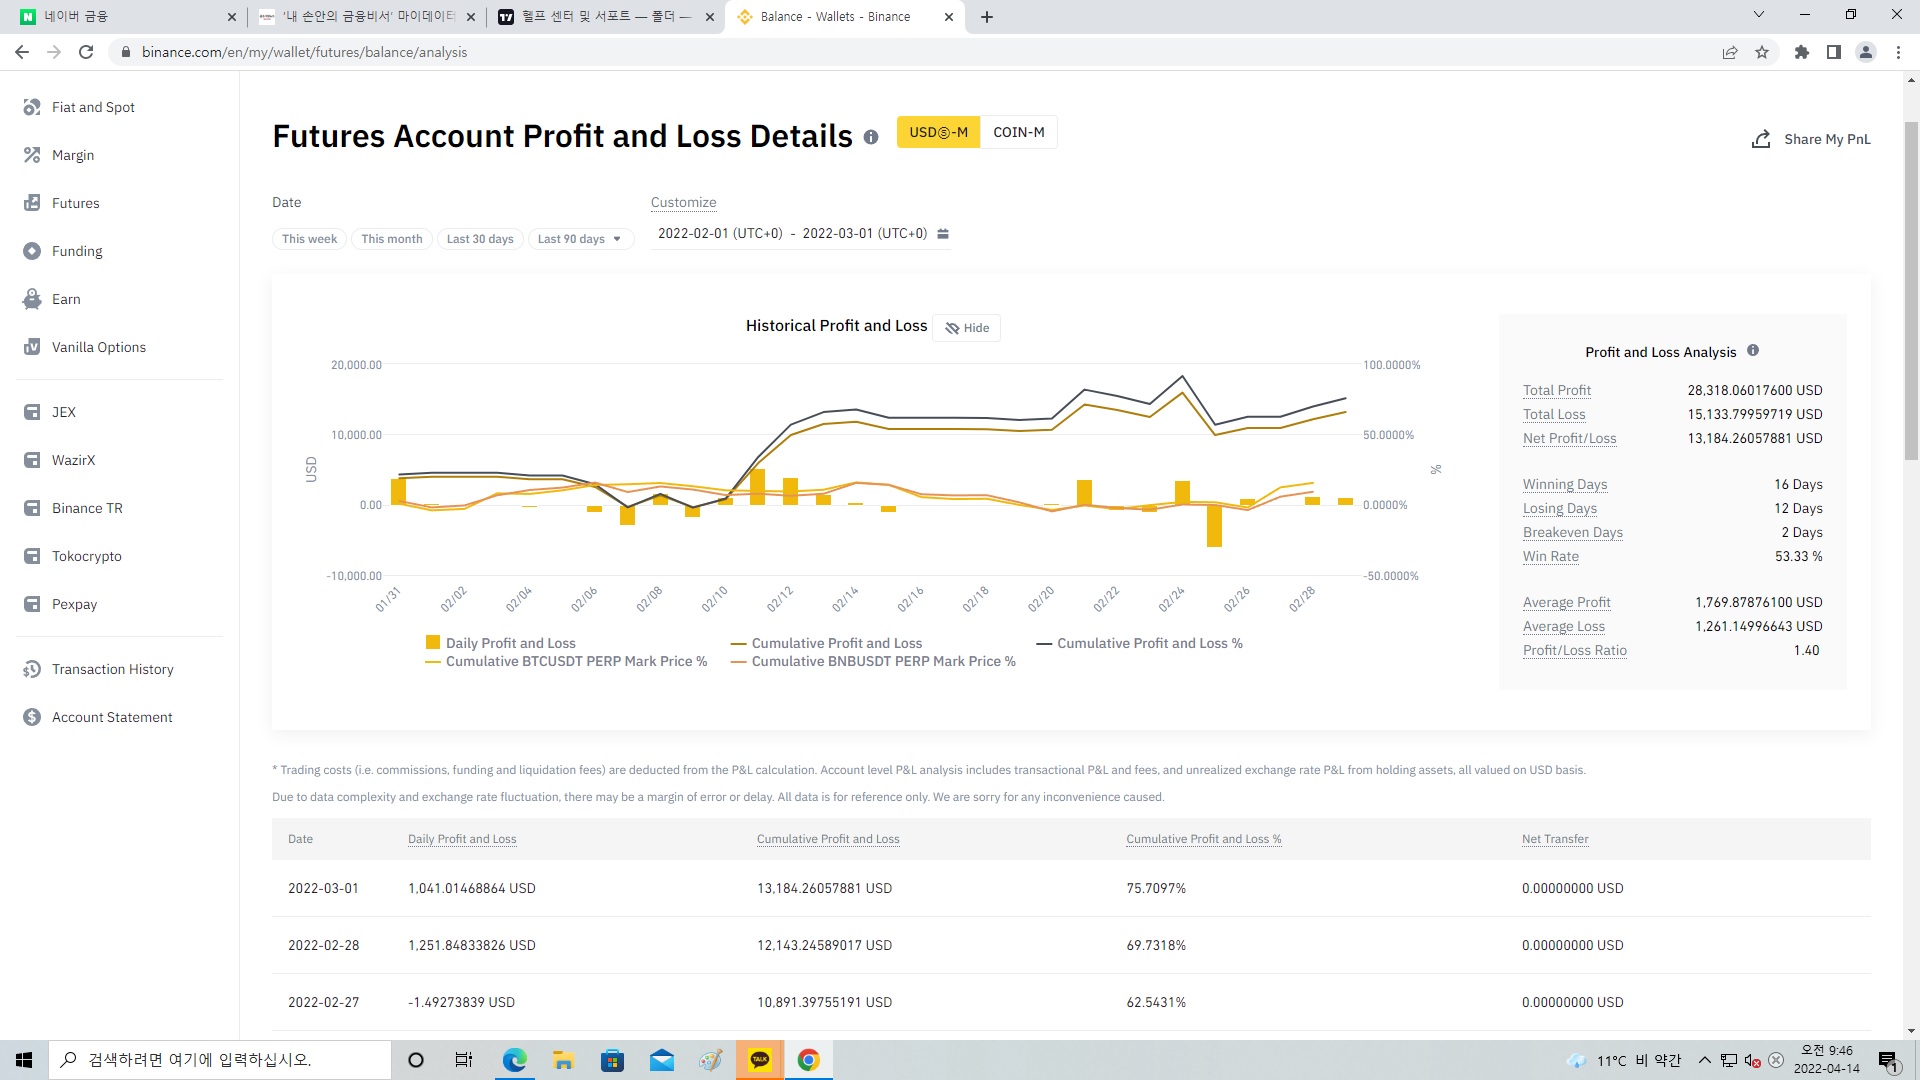 네이버 금융
'내 손안의 금융비서' 마이데이터
헬프 센터 및 서포트 — 폴더 —
Balance - Wallets - Binance
binance.com/en/my/wallet/futures/balance/analysis
Fiat and Spot
Margin
Futures
Funding
Earn
Vanilla Options
JEX
WazirX
Binance TR
Tokocrypto
Pexpay
Transaction History
Account Statement
Futures Account Profit and Loss Details
USDⓈ-M COIN-M
Share My PnL
Date
Customize
This week This month Last 30 days Last 90 days
2022-02-01 (UTC+0) - 2022-03-01 (UTC+0)
Historical Profit and Loss Hide
20,000.00
10,000.00
0.00
-10,000.00
USD
100.0000%
50.0000%
0.0000%
-50.0000%
%
01/31 02/02 02/04 02/06 02/08 02/10 02/12 02/14 02/16 02/18 02/20 02/22 02/24 02/26 02/28
Daily Profit and Loss Cumulative Profit and Loss Cumulative Profit and Loss %
Cumulative BTCUSDT PERP Mark Price % Cumulative BNBUSDT PERP Mark Price %
Profit and Loss Analysis
Total Profit 28,318.06017600 USD
Total Loss 15,133.79959719 USD
Net Profit/Loss 13,184.26057881 USD
Winning Days 16 Days
Losing Days 12 Days
Breakeven Days 2 Days
Win Rate 53.33 %
Average Profit 1,769.87876100 USD
Average Loss 1,261.14996643 USD
Profit/Loss Ratio 1.40
* Trading costs (i.e. commissions, funding and liquidation fees) are deducted from the P&L calculation. Account level P&L analysis includes transactional P&L and fees, and unrealized exchange rate P&L from holding assets, all valued on USD basis.
Due to data complexity and exchange rate fluctuation, there may be a margin of error or delay. All data is for reference only. We are sorry for any inconvenience caused.
Date Daily Profit and Loss Cumulative Profit and Loss Cumulative Profit and Loss % Net Transfer
2022-03-01 1,041.01468864 USD 13,184.26057881 USD 75.7097% 0.00000000 USD
2022-02-28 1,251.84833826 USD 12,143.24589017 USD 69.7318% 0.00000000 USD
2022-02-27 -1.49273839 USD 10,891.39755191 USD 62.5431% 0.00000000 USD
검색하려면 여기에 입력하십시오.
TALK
11°C 비 약간
오전 9:46
2022-04-14
1